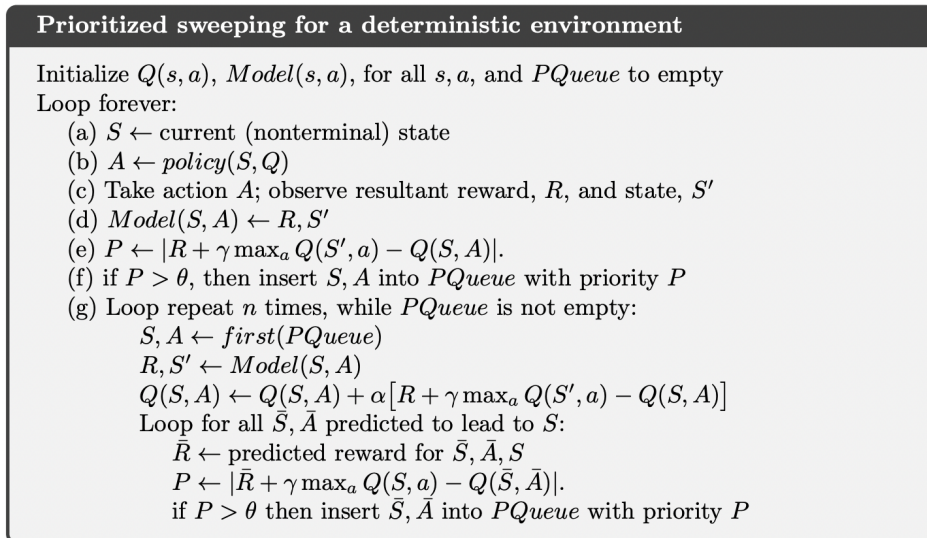 Prioritized sweeping for a deterministic environment
Initialize Q(s, a), Model(s, a), for all s, a, and PQueue to empty
Loop forever:
(a) S ← current (nonterminal) state
(b) A ← policy(S, Q)
(c) Take action A; observe resultant reward, R, and state, S′
(d) Model(S, A) ← R, S′
(e) P ← |R + γ maxₐ Q(S′, a) − Q(S, A)|.
(f) if P > θ, then insert S, A into PQueue with priority P
(g) Loop repeat n times, while PQueue is not empty:
S, A ← first(PQueue)
R, S′ ← Model(S, A)
Q(S, A) ← Q(S, A) + α[R + γ maxₐ Q(S′, a) − Q(S, A)]
Loop for all S̄, Ā predicted to lead to S:
R̄ ← predicted reward for S̄, Ā, S
P ← |R̄ + γ maxₐ Q(S, a) − Q(S̄, Ā)|.
if P > θ then insert S̄, Ā into PQueue with priority P